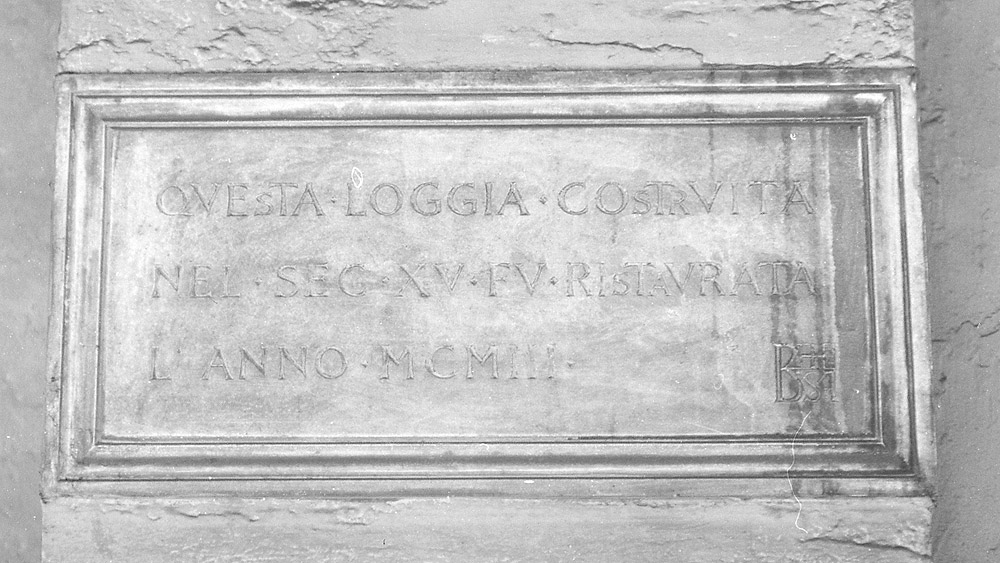 QVESTA·LOGGIA·COSTRVITA
NEL·SEC·XV·FV·RISTAVRATA
L'ANNO·MCMIII·